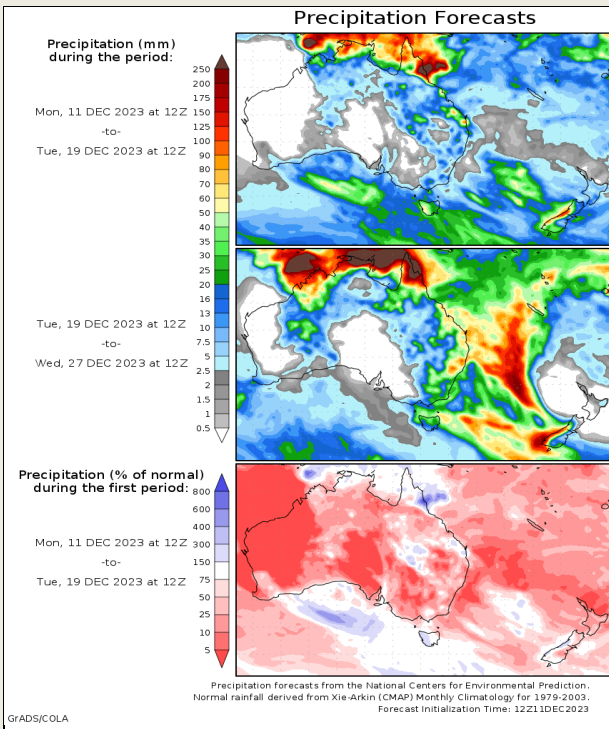 Precipitation Forecasts
Precipitation (mm)
during the period:
Mon, 11 DEC 2023 at 12Z
-to-
Tue, 19 DEC 2023 at 12Z
250
200
175
150
125
100
90
80
70
60
50
40
35
30
25
20
16
13
10
7.5
5
2.5
2
1.5
1
0.5
Tue, 19 DEC 2023 at 12Z
-to-
Wed, 27 DEC 2023 at 12Z
Precipitation (% of normal)
during the first period:
Mon, 11 DEC 2023 at 12Z
-to-
Tue, 19 DEC 2023 at 12Z
800
600
400
300
150
75
50
25
10
5
Precipitation forecasts from the National Centers for Environmental Prediction.
Normal rainfall derived from Xie-Arkin (CMAP) Monthly Climatology for 1979-2003.
Forecast Initialization Time: 12Z11DEC2023
GrADS/COLA